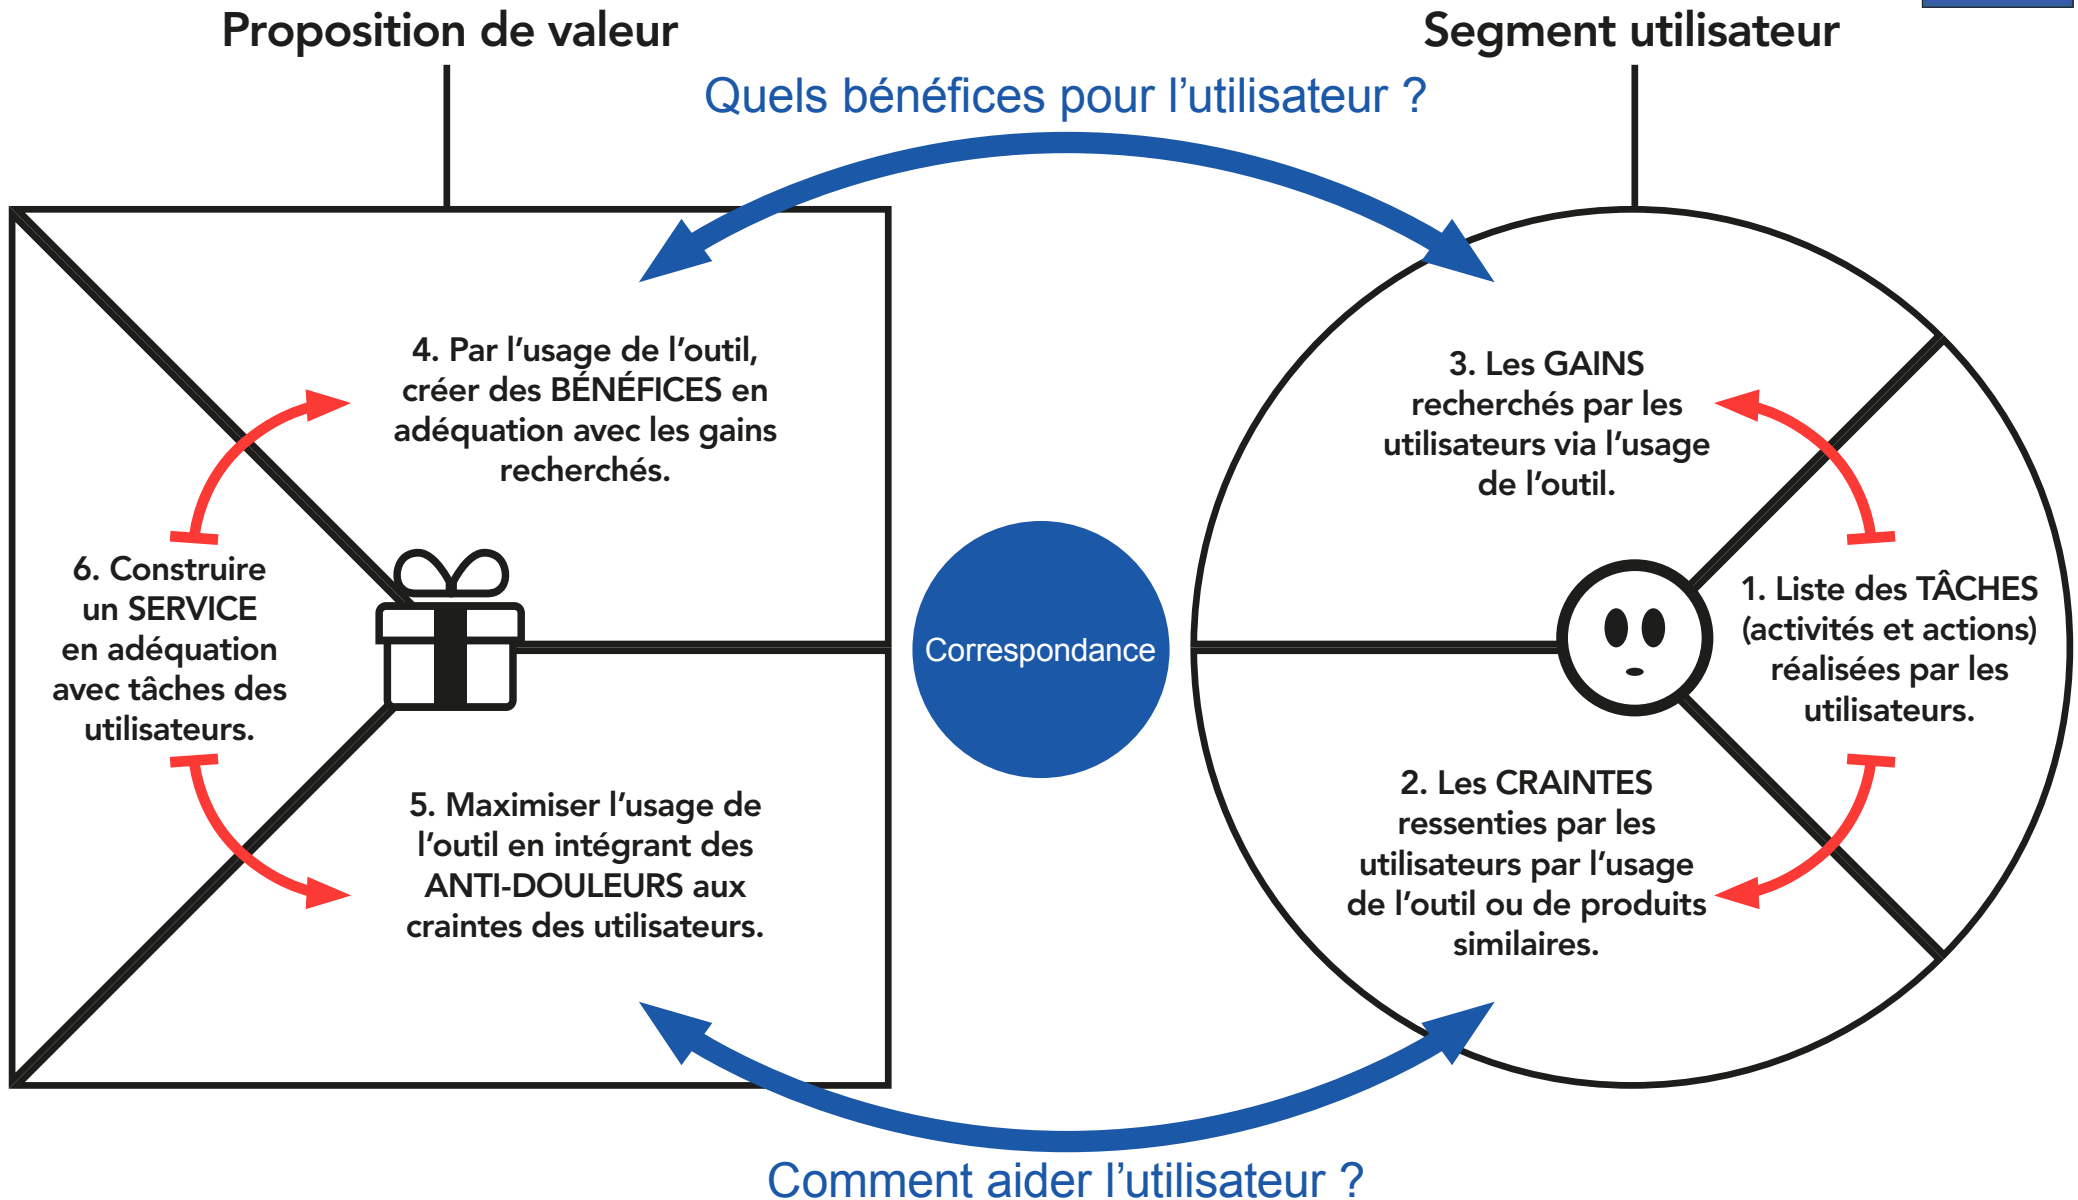 Proposition de valeur
Segment utilisateur
Quels bénéfices pour l’utilisateur ?
4. Par l’usage de l’outil,
créer des BÉNÉFICES en
adéquation avec les gains
recherchés.
3. Les GAINS
recherchés par les
utilisateurs via l’usage
de l’outil.
6. Construire
un SERVICE
en adéquation
avec tâches des
utilisateurs.
Correspondance
1. Liste des TÂCHES
(activités et actions)
réalisées par les
utilisateurs.
5. Maximiser l’usage de
l’outil en intégrant des
ANTI-DOULEURS aux
craintes des utilisateurs.
2. Les CRAINTES
ressenties par les
utilisateurs par l’usage
de l’outil ou de produits
similaires.
Comment aider l’utilisateur ?